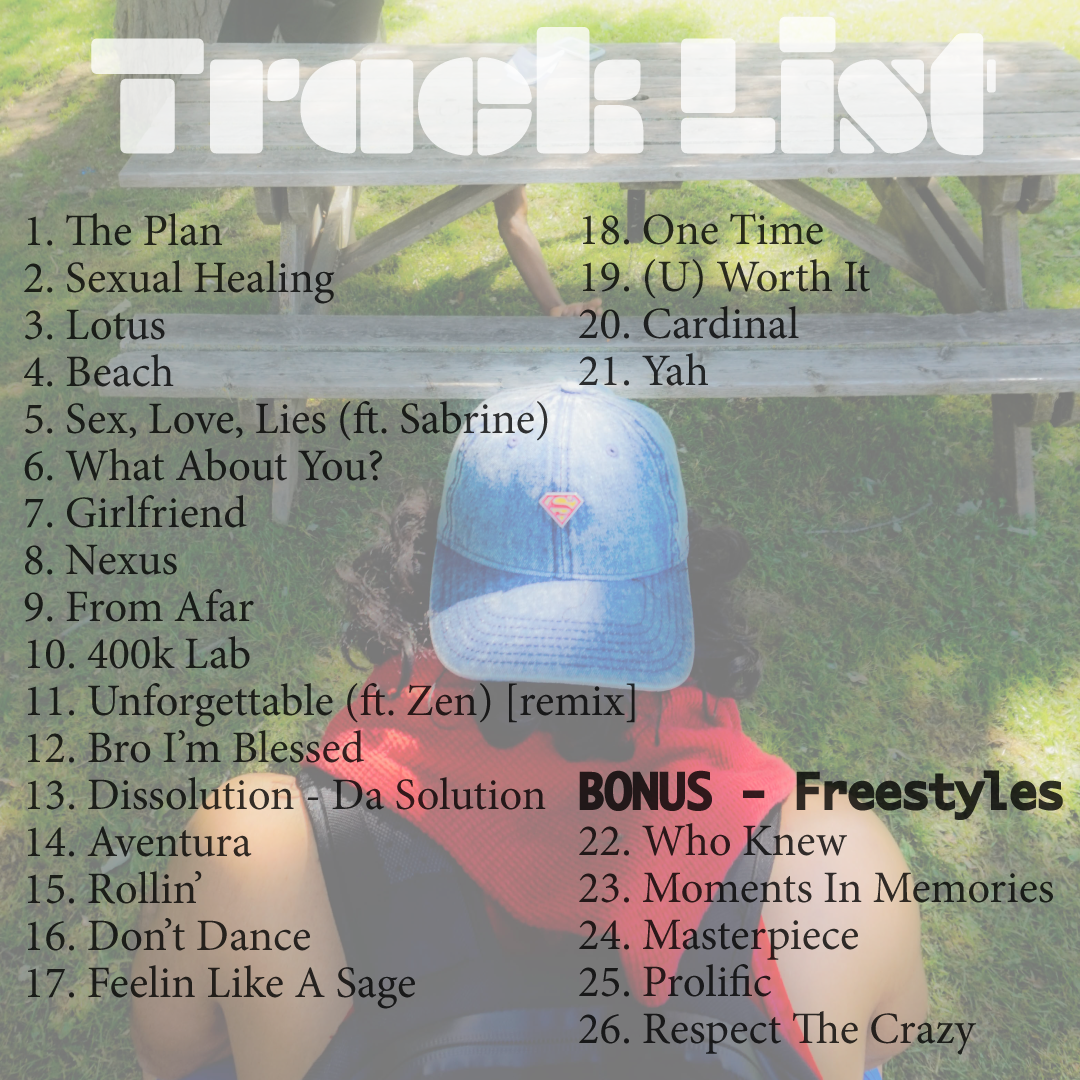 Track List
1. The Plan
2. Sexual Healing
3. Lotus
4. Beach
5. Sex, Love, Lies (ft. Sabrine)
6. What About You?
7. Girlfriend
8. Nexus
9. From Afar
10. 400k Lab
11. Unforgettable (ft. Zen) [remix]
12. Bro I’m Blessed
13. Dissolution - Da Solution
14. Aventura
15. Rollin’
16. Don’t Dance
17. Feelin Like A Sage
18. One Time
19. (U) Worth It
20. Cardinal
21. Yah
BONUS - Freestyles
22. Who Knew
23. Moments In Memories
24. Masterpiece
25. Prolific
26. Respect The Crazy
S